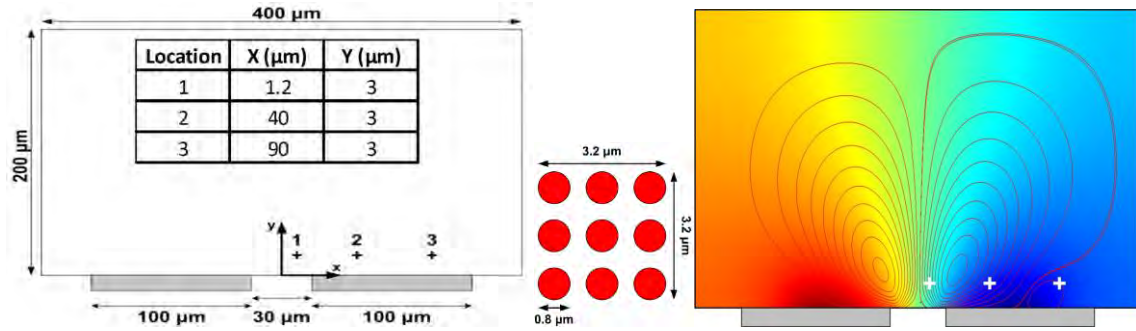 400 µm
200 µm
Location X (µm) Y (µm)
1 1.2 3
2 40 3
3 90 3
y
x
1 2 3
100 µm 30 µm 100 µm
3.2 µm
3.2 µm
0.8 µm